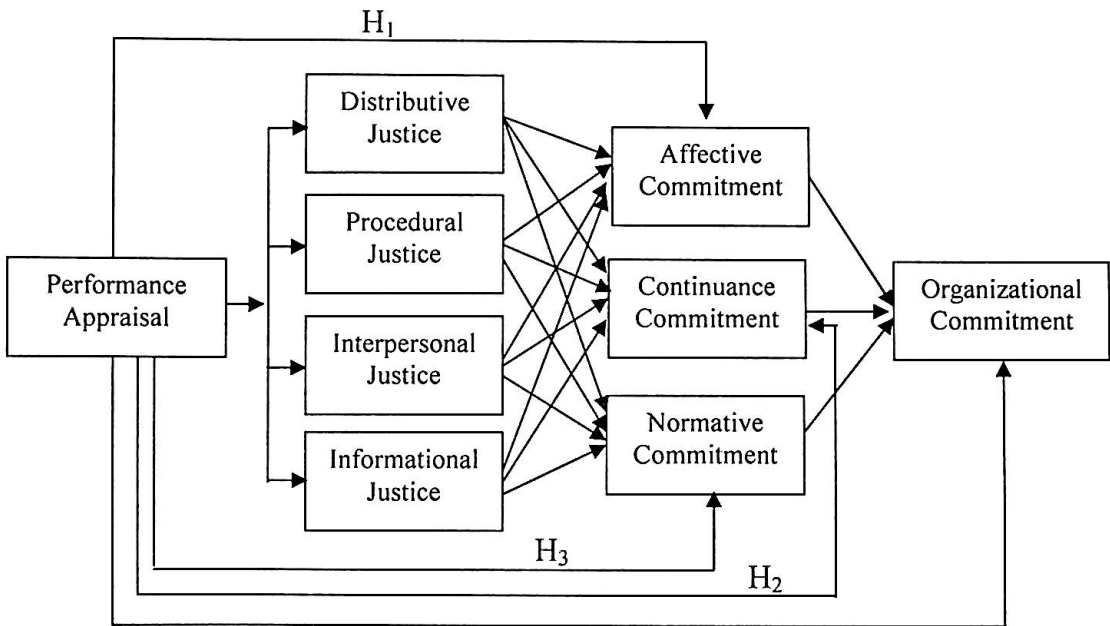 H₁
Distributive
Justice
Affective
Commitment
Procedural
Justice
Performance
Appraisal
Continuance
Commitment
Organizational
Commitment
Interpersonal
Justice
Normative
Commitment
Informational
Justice
H₃
H₂